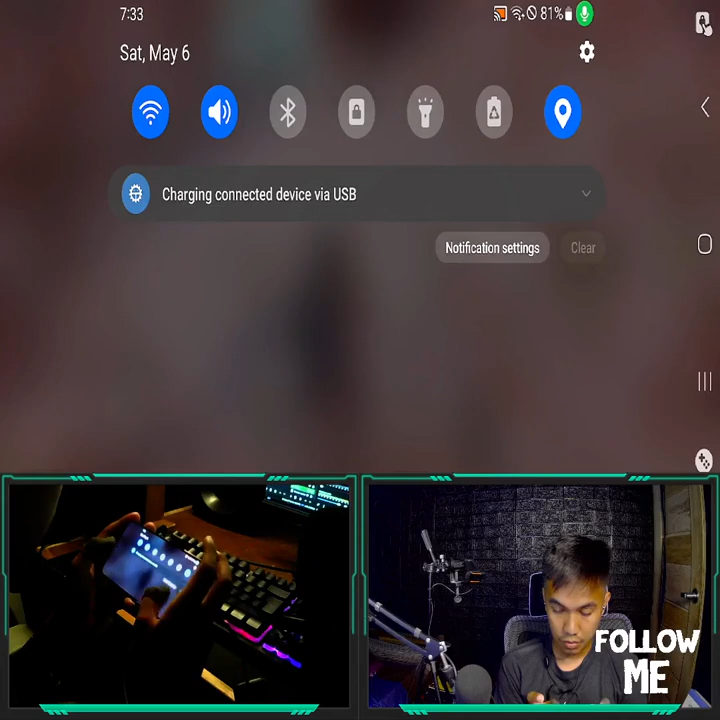 7:33
81%
Sat, May 6
Charging connected device via USB
Notification settings
Clear
FOLLOW
ME